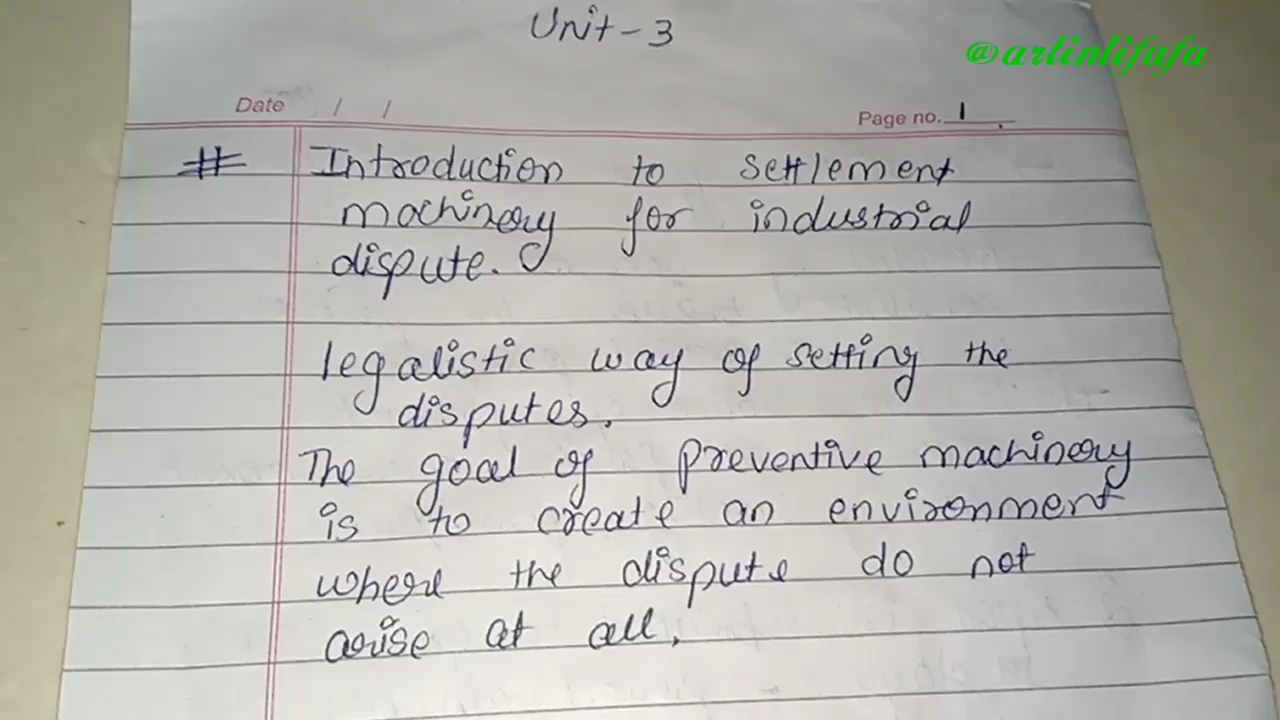 Unit-3
@artinlifafa
Date / /
Page no. 1
# Introduction to settlement
machinery for industrial
dispute.
legalistic way of setting the
disputes.
The goal of preventive machinery
is to create an environment
where the dispute do not
arise at all.